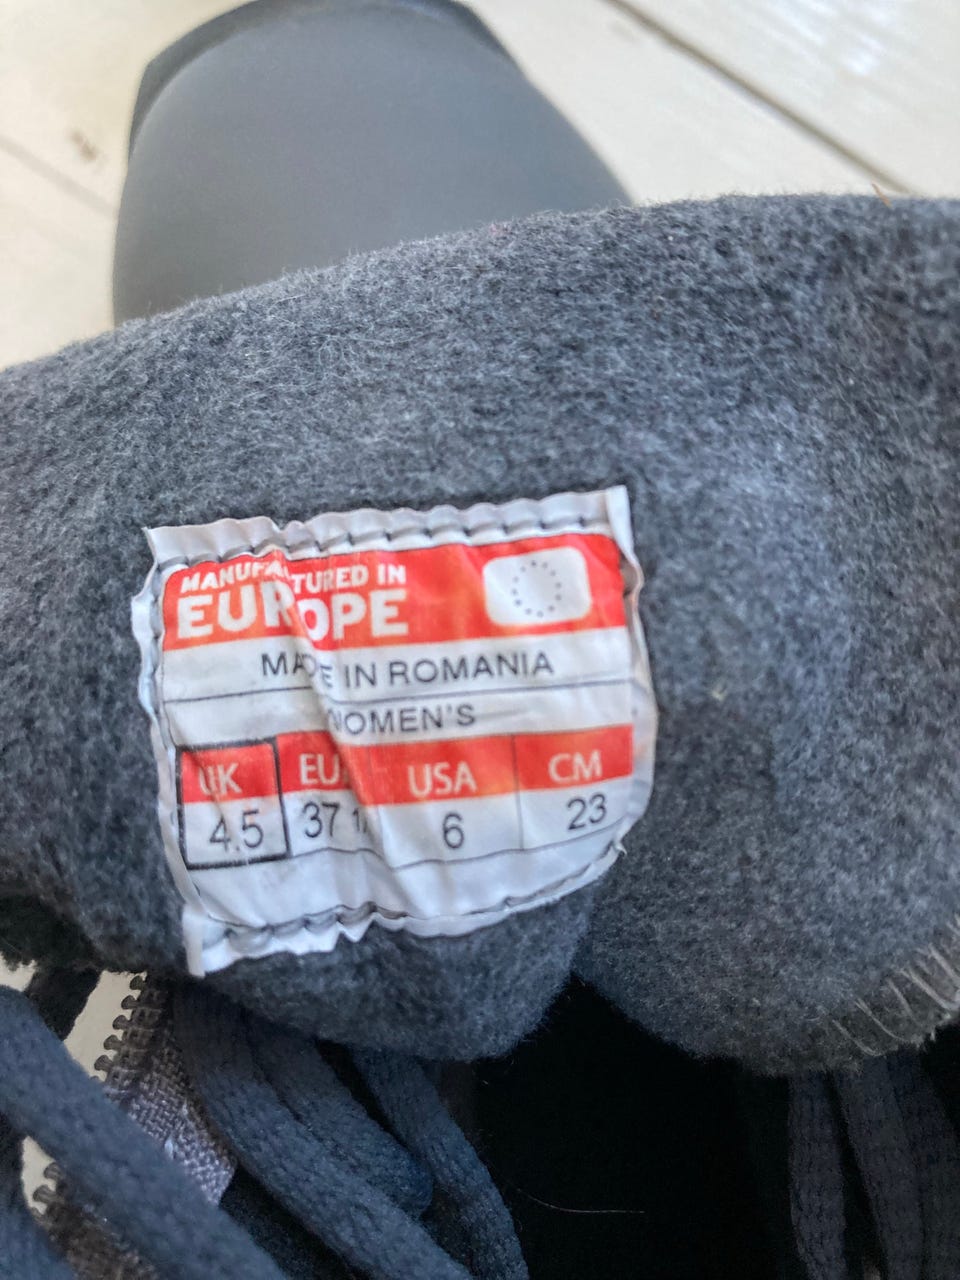 MANUFACTURED IN
EUROPE
MADE IN ROMANIA
WOMEN'S
UK EU USA CM
4.5 37 6 23